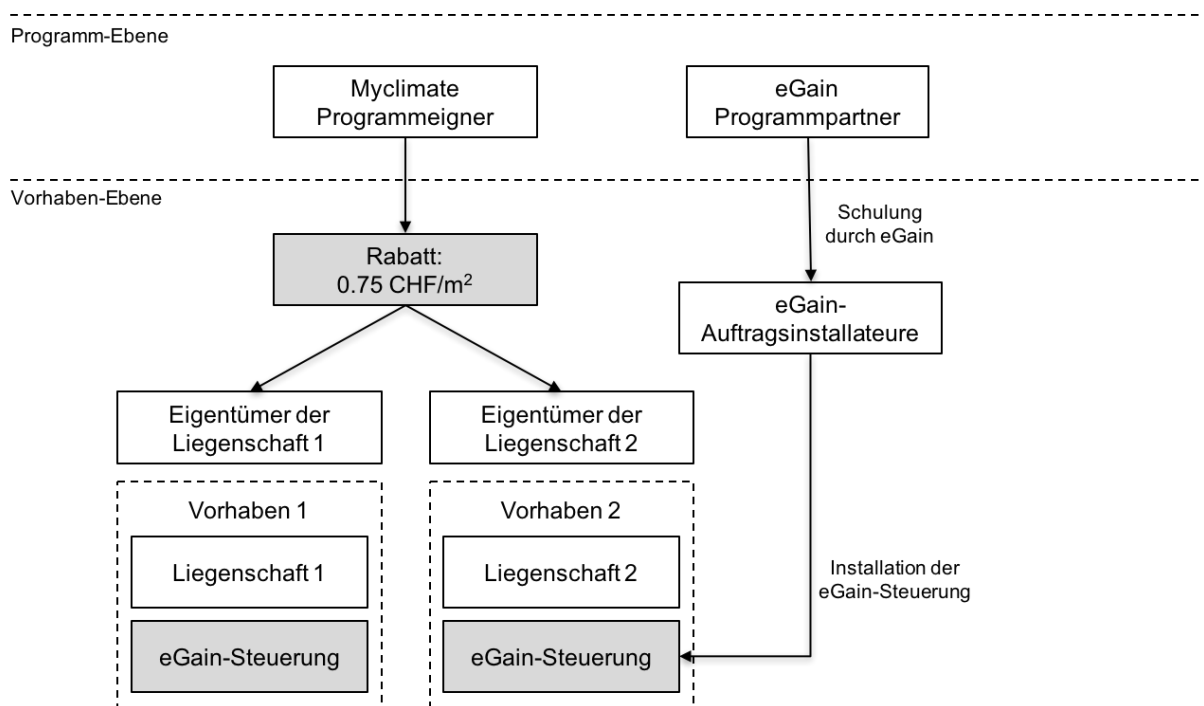 Programm-Ebene
Myclimate
Programmeigner
eGain
Programmpartner
Vorhaben-Ebene
Schulung
durch eGain
Rabatt:
0.75 CHF/m²
eGain-
Auftragsinstallateure
Eigentümer der
Liegenschaft 1
Eigentümer der
Liegenschaft 2
Vorhaben 1
Vorhaben 2
Liegenschaft 1
Liegenschaft 2
Installation der
eGain-Steuerung
eGain-Steuerung
eGain-Steuerung